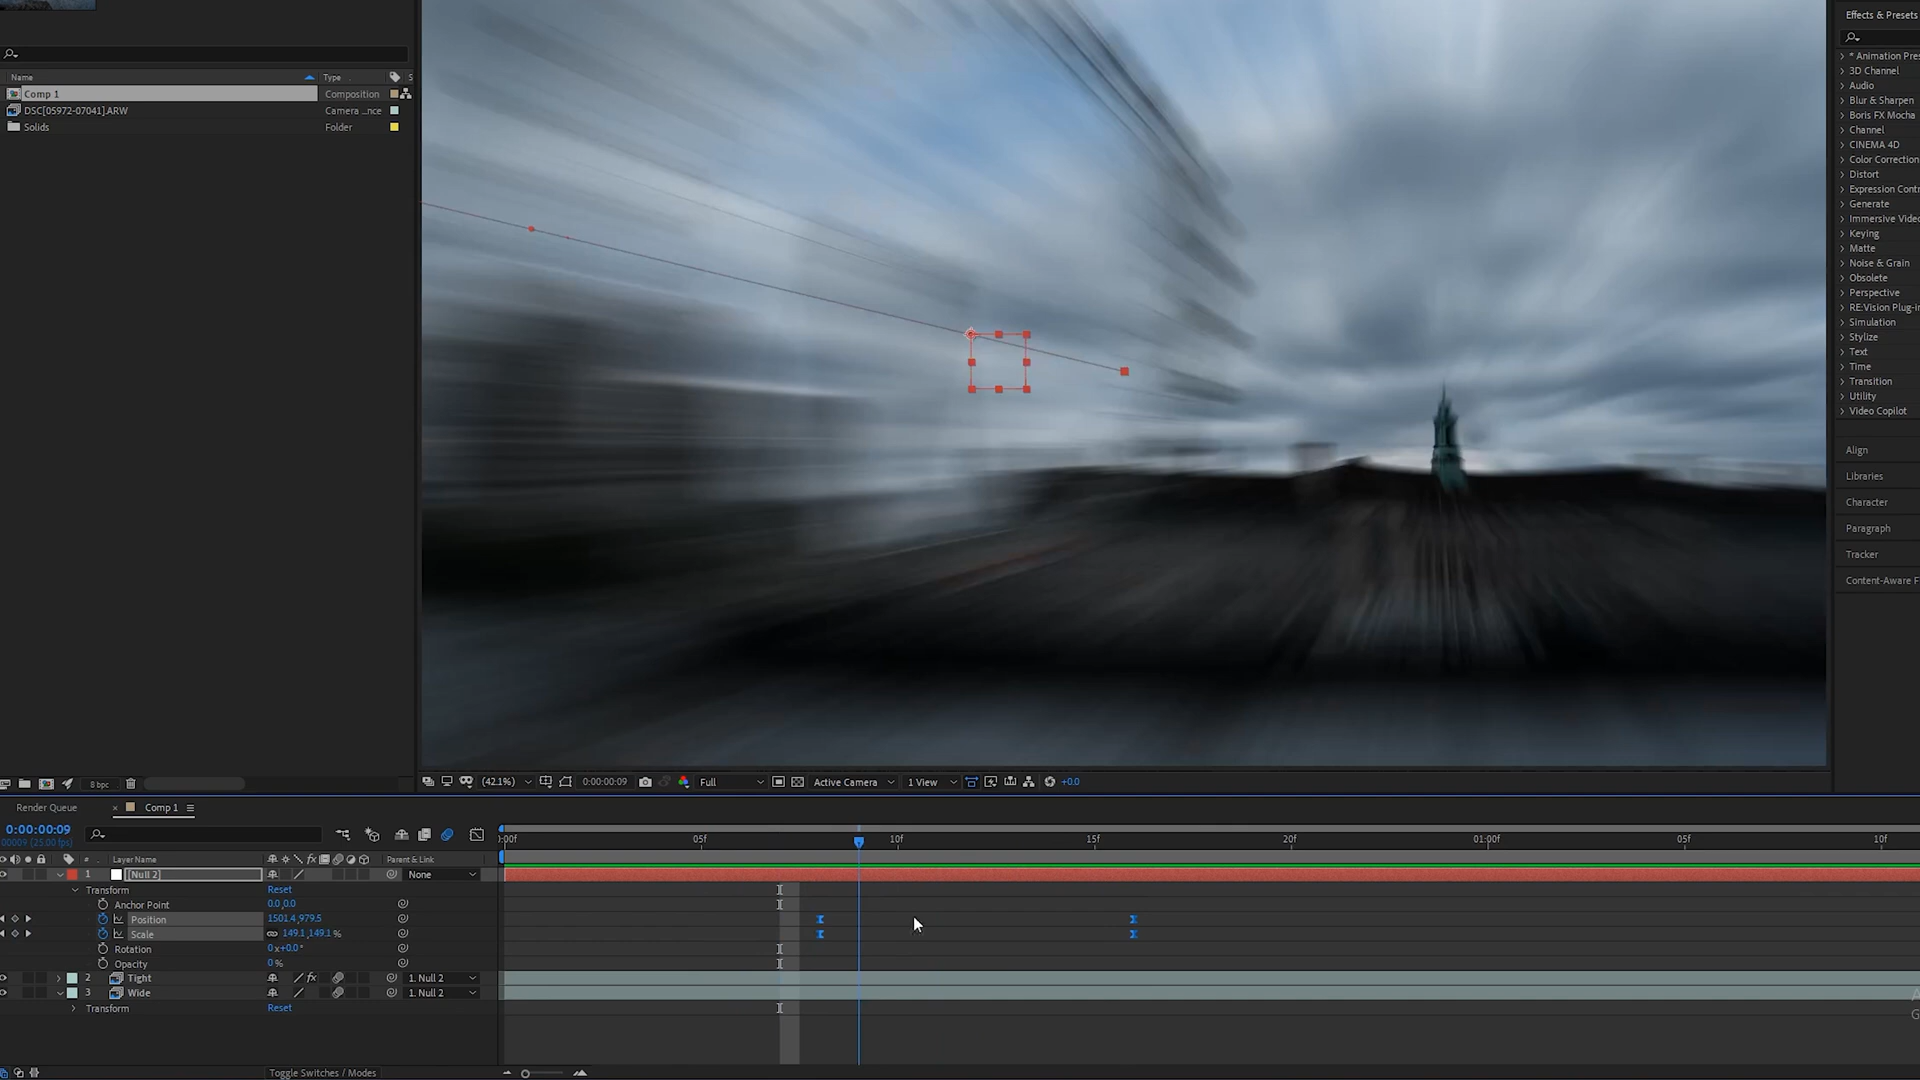 Name Type S
Comp 1 Composition
DSC[05972-07041].ARW Camera ...nce
Solids Folder
Effects & Presets
* Animation Pres
3D Channel
Audio
Blur & Sharpen
Boris FX Mocha
Channel
CINEMA 4D
Color Correction
Distort
Expression Contr
Generate
Immersive Video
Keying
Matte
Noise & Grain
Obsolete
Perspective
RE:Vision Plug-i
Simulation
Stylize
Text
Time
Transition
Utility
Video Copilot
Align
Libraries
Character
Paragraph
Tracker
Content-Aware F
8 bpc
(42.1%) 0:00:00:09 Full Active Camera 1 View +0.0
Render Queue × Comp 1
0:00:00:09
00009 (25.00 fps)
:00f 05f 10f 15f 20f 01:00f 05f 10f
# Layer Name fx Parent & Link
1 [Null 2] None
Transform Reset
Anchor Point 0.0,0.0
Position 1501.4,979.5
Scale 149.1,149.1%
Rotation 0x+0.0°
Opacity 0%
2 Tight fx 1. Null 2
3 Wide 1. Null 2
Transform Reset
Toggle Switches / Modes